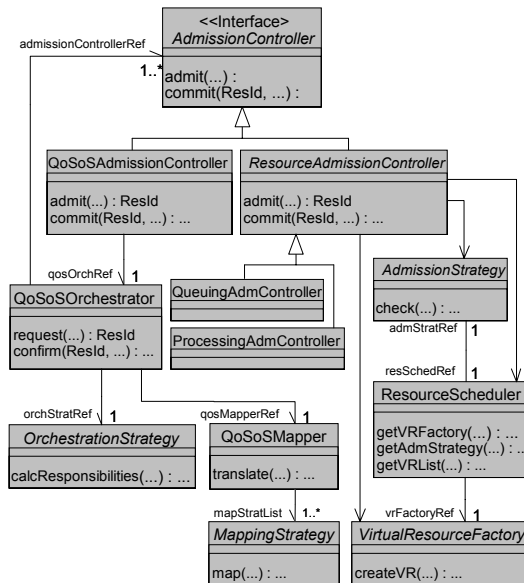 <<Interface>>
AdmissionController
admissionControllerRef
1..*
admit(...) :
commit(ResId, ...) :
QoSoSAdmissionController
ResourceAdmissionController
admit(...) : ResId
commit(ResId, ...) : ...
admit(...) : ResId
commit(ResId, ...) : ...
qosOrchRef
1
QoSoSOrchestrator
request(...) : ResId
confirm(ResId, ...) : ...
QueuingAdmController
ProcessingAdmController
AdmissionStrategy
check(...) : ...
admStratRef
1
resSchedRef
1
ResourceScheduler
getVRFactory(...) : ...
getAdmStrategy(...) : ...
getVRList(...) : ...
orchStratRef
1
qosMapperRef
1
OrchestrationStrategy
calcResponsibilities(...) : ...
QoSoSMapper
translate(...) : ...
mapStratList
1..*
vrFactoryRef
1
MappingStrategy
map(...) : ...
VirtualResourceFactory
createVR(...) : ...